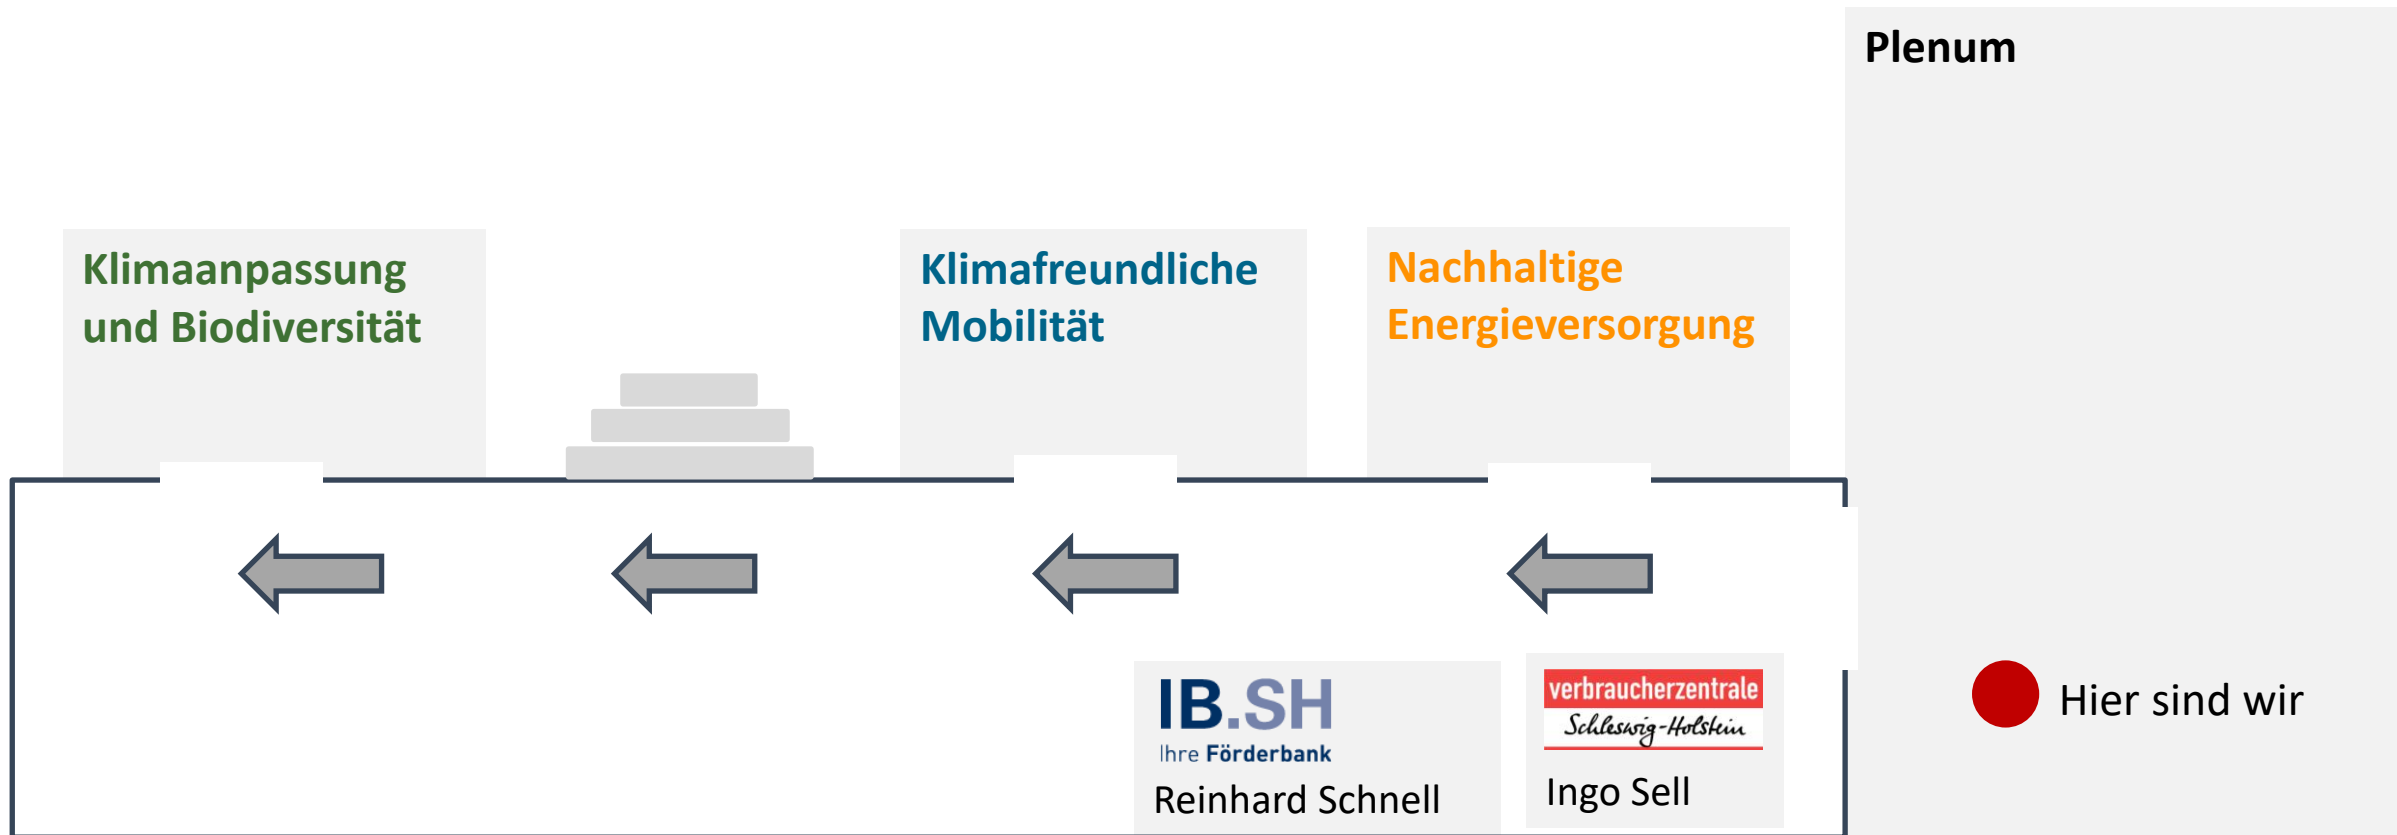 Plenum
Klimaanpassung
und Biodiversität
Klimafreundliche
Mobilität
Nachhaltige
Energieversorgung
IB.SH
Ihre Förderbank
Reinhard Schnell
verbraucherzentrale
Schleswig-Holstein
Ingo Sell
Hier sind wir